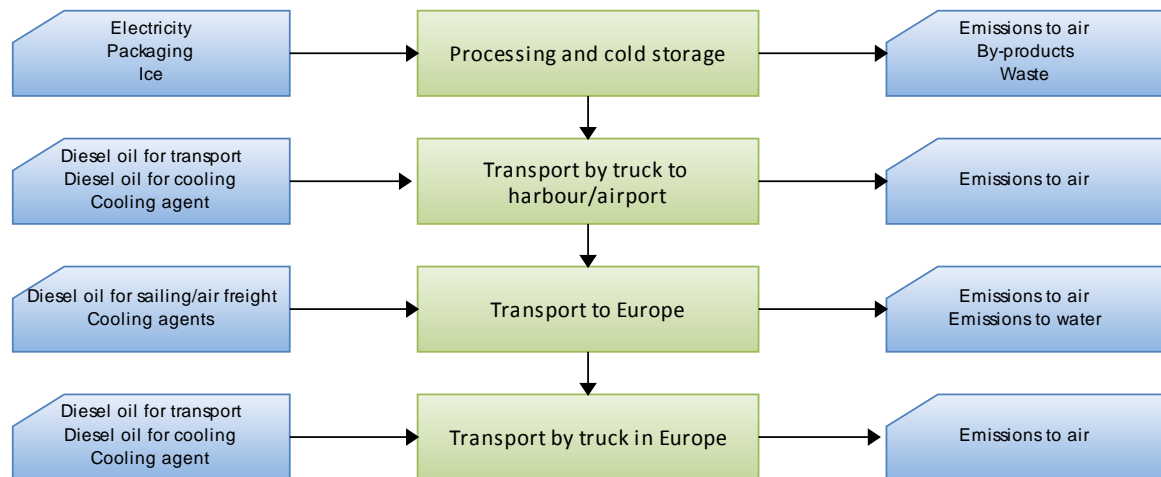 Electricity
Packaging
Ice
Processing and cold storage
Emissions to air
By-products
Waste
Diesel oil for transport
Diesel oil for cooling
Cooling agent
Transport by truck to
harbour/airport
Emissions to air
Diesel oil for sailing/air freight
Cooling agents
Transport to Europe
Emissions to air
Emissions to water
Diesel oil for transport
Diesel oil for cooling
Cooling agent
Transport by truck in Europe
Emissions to air